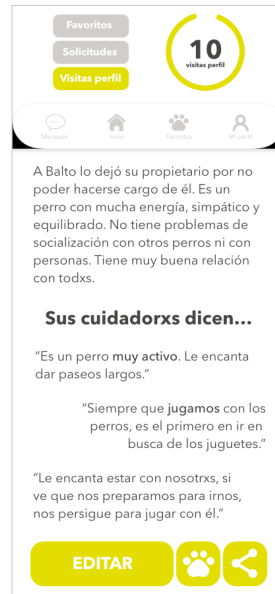 Favoritos
Solicitudes
Visitas perfil
10
visitas perfil
Mensajes
Inicio
Favoritos
Mi perfil
A Balto lo dejó su propietario por no
poder hacerse cargo de él. Es un
perro con mucha energía, simpático y
equilibrado. No tiene problemas de
socialización con otros perros ni con
personas. Tiene muy buena relación
con todxs.
Sus cuidadorxs dicen...
“Es un perro muy activo. Le encanta
dar paseos largos.”
“Siempre que jugamos con los
perros, es el primero en ir en
busca de los juguetes.”
“Le encanta estar con nosotrxs, si
ve que nos preparamos para irnos,
nos persigue para jugar con él.”
EDITAR